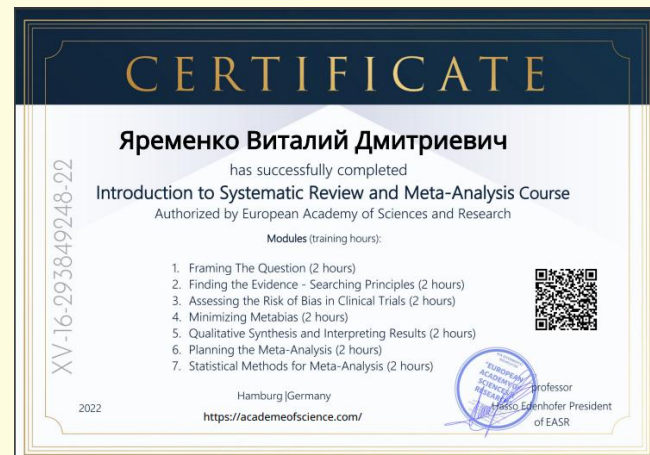 CERTIFICATE
Яременко Виталий Дмитриевич
has successfully completed
Introduction to Systematic Review and Meta-Analysis Course
Authorized by European Academy of Sciences and Research
Modules (training hours):
1. Framing The Question (2 hours)
2. Finding the Evidence - Searching Principles (2 hours)
3. Assessing the Risk of Bias in Clinical Trials (2 hours)
4. Minimizing Metabias (2 hours)
5. Qualitative Synthesis and Interpreting Results (2 hours)
6. Planning the Meta-Analysis (2 hours)
7. Statistical Methods for Meta-Analysis (2 hours)
XV-16-293849248-22
2022
Hamburg |Germany
https://academeofscience.com/
"EUROPEAN
ACADEMY OF
SCIENCES &
RESEARCH"
professor
Hasso Edenhofer President
of EASR